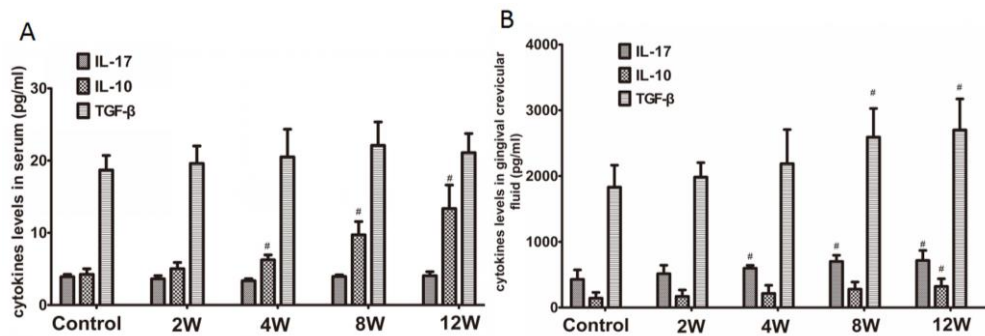 A
cytokines levels in serum (pg/ml)
IL-17
IL-10
TGF-β
30
20
10
0
Control
2W
4W
8W
12W
#
#
#
B
cytokines levels in gingival crevicular
fluid (pg/ml)
IL-17
IL-10
TGF-β
4000
3000
2000
1000
0
Control
2W
4W
8W
12W
#
#
#
#
#
#